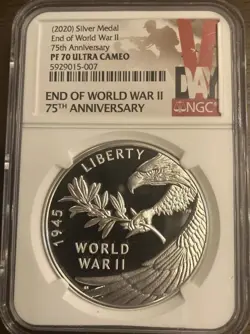 (2020) Silver Medal
End of World War II
75th Anniversary
PF 70 ULTRA CAMEO
5929015-007
V
DAY
NGC
END OF WORLD WAR II
75TH ANNIVERSARY
LIBERTY
1945
WORLD
WAR II